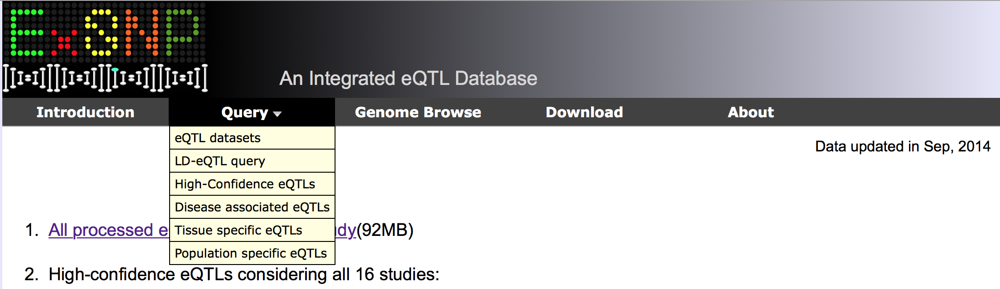 ExSNP
An Integrated eQTL Database
Introduction Query Genome Browse Download About
eQTL datasets
Data updated in Sep, 2014
LD-eQTL query
High-Confidence eQTLs
Disease associated eQTLs
Tissue specific eQTLs
Population specific eQTLs
1. All processed (92MB)
2. High-confidence eQTLs considering all 16 studies: